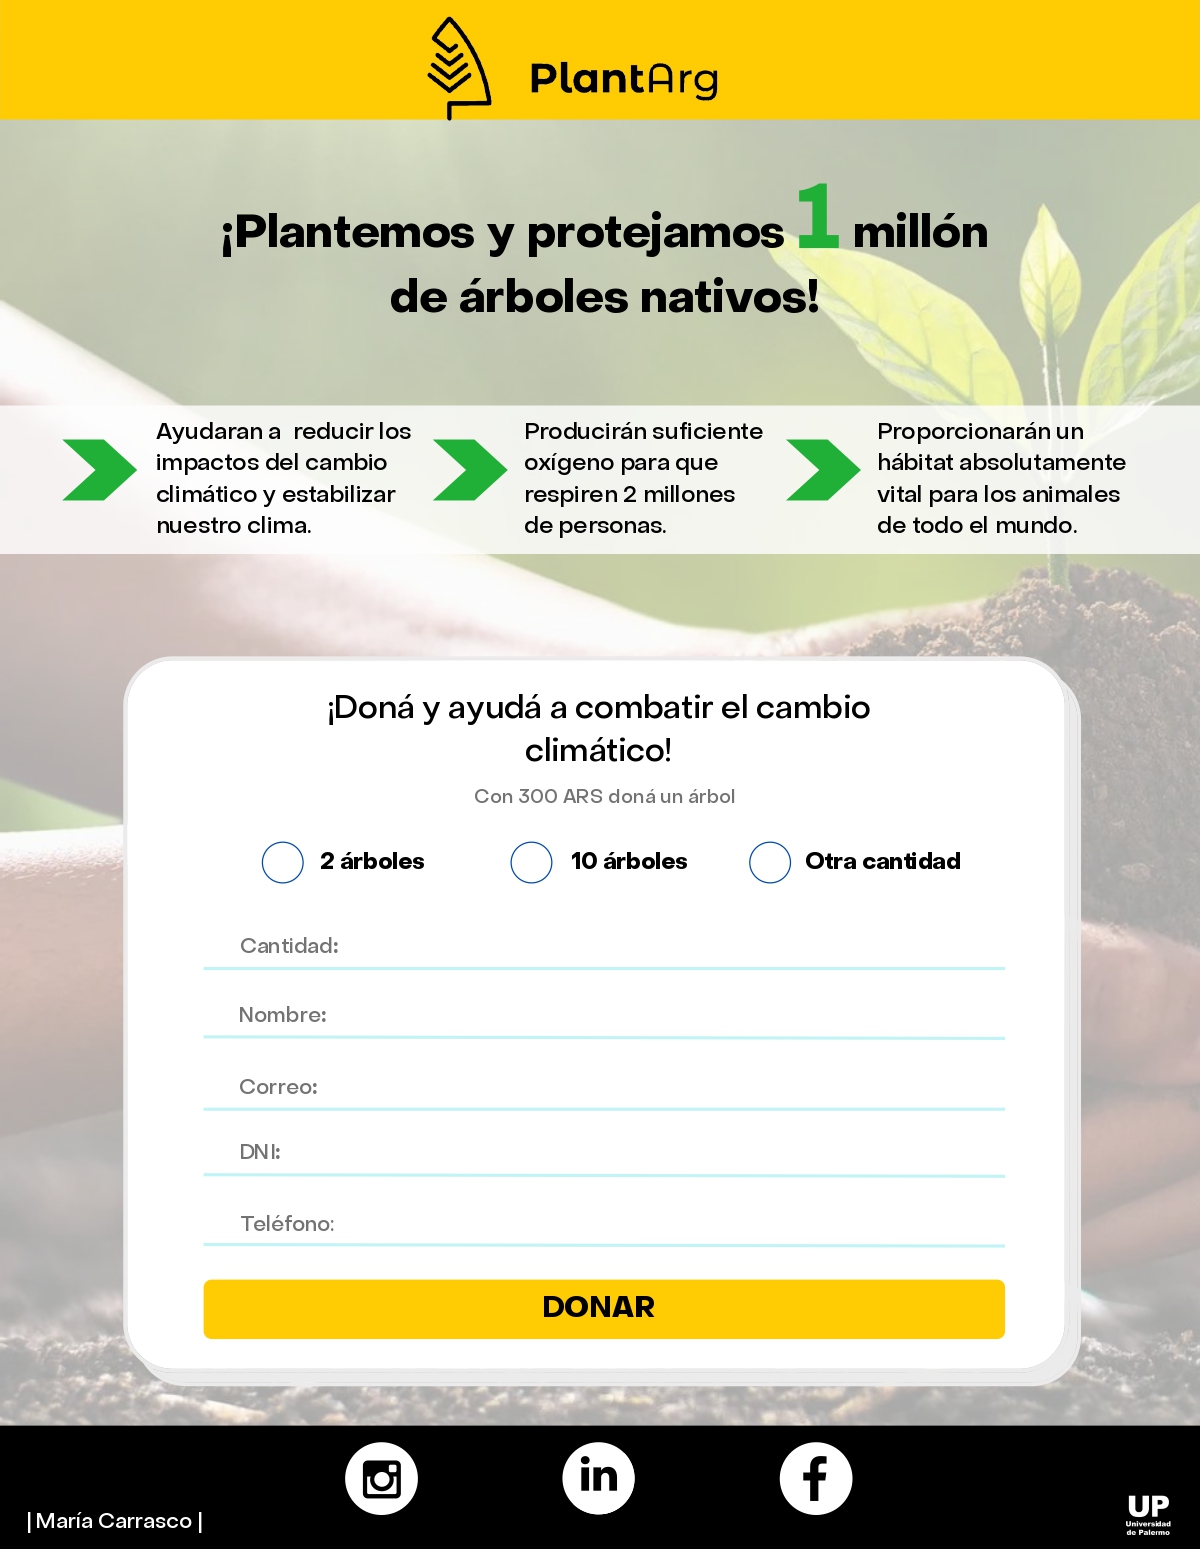 PlantArg
¡Plantemos y protejamos 1 millón
de árboles nativos!
Ayudaran a  reducir los
impactos del cambio
climático y estabilizar
nuestro clima.
Producirán suficiente
oxígeno para que
respiren 2 millones
de personas.
Proporcionarán un
hábitat absolutamente
vital para los animales
de todo el mundo.
¡Doná y ayudá a combatir el cambio
climático!
Con 300 ARS doná un árbol
2 árboles
10 árboles
Otra cantidad
Cantidad:
Nombre:
Correo:
DNI:
Teléfono:
DONAR
in
f
| María Carrasco |
UP
Universidad
de Palermo